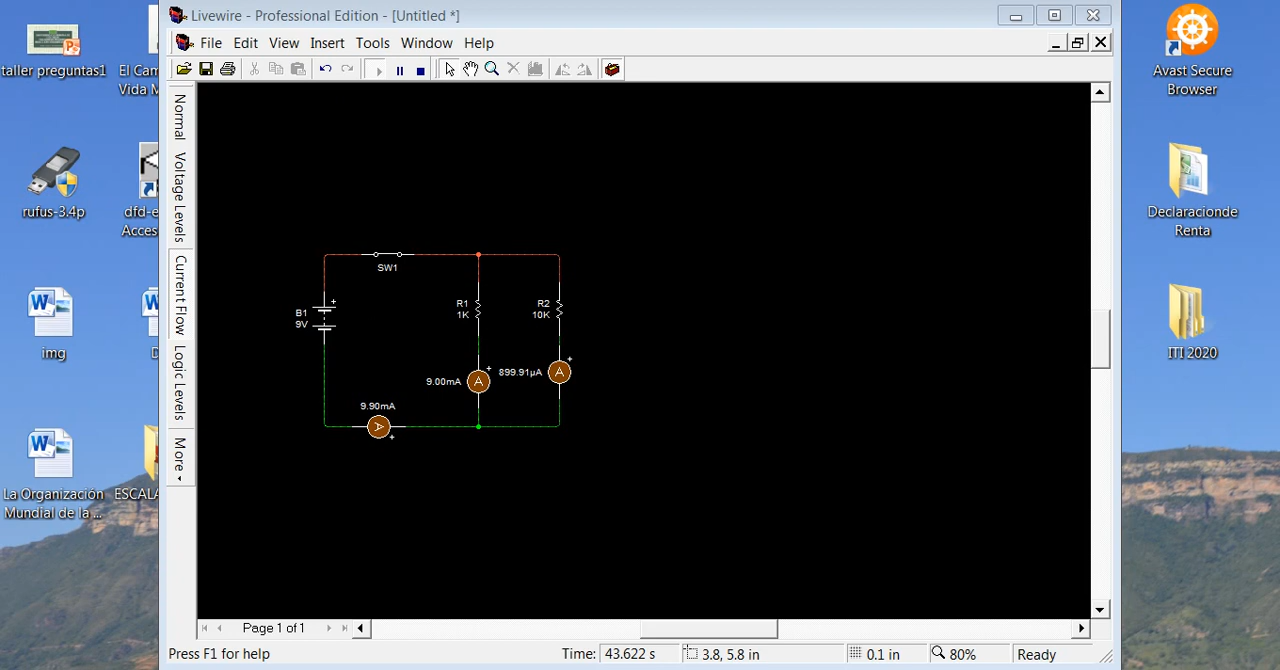 Livewire - Professional Edition - [Untitled *]
File Edit View Insert Tools Window Help
taller preguntas1
El Cam
Vida M
rufus-3.4p
dfd-e
Acces
img
D
La Organización
Mundial de la ...
ESCALA
Normal
Voltage Levels
Current Flow
Logic Levels
More
SW1
B1
9V
R1
1K
R2
10K
9.00mA
899.91µA
9.90mA
A
A
A
Page 1 of 1
Press F1 for help
Time: 43.622 s
3.8, 5.8 in
0.1 in
80%
Ready
Avast Secure
Browser
Declaracionde
Renta
ITI 2020